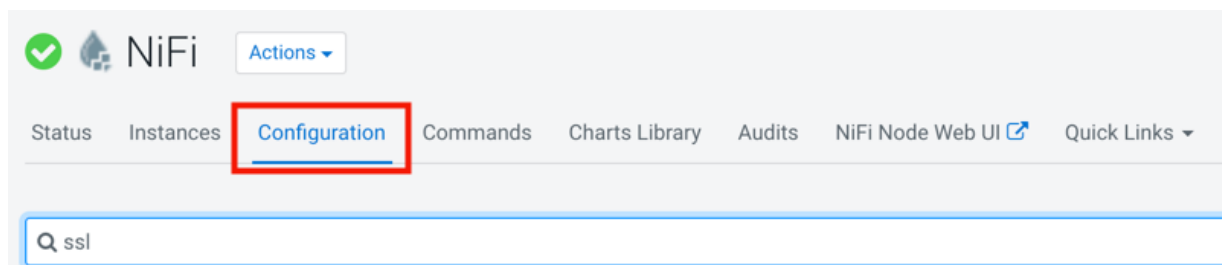 NiFi Actions
Status Instances Configuration Commands Charts Library Audits NiFi Node Web UI Quick Links
ssl